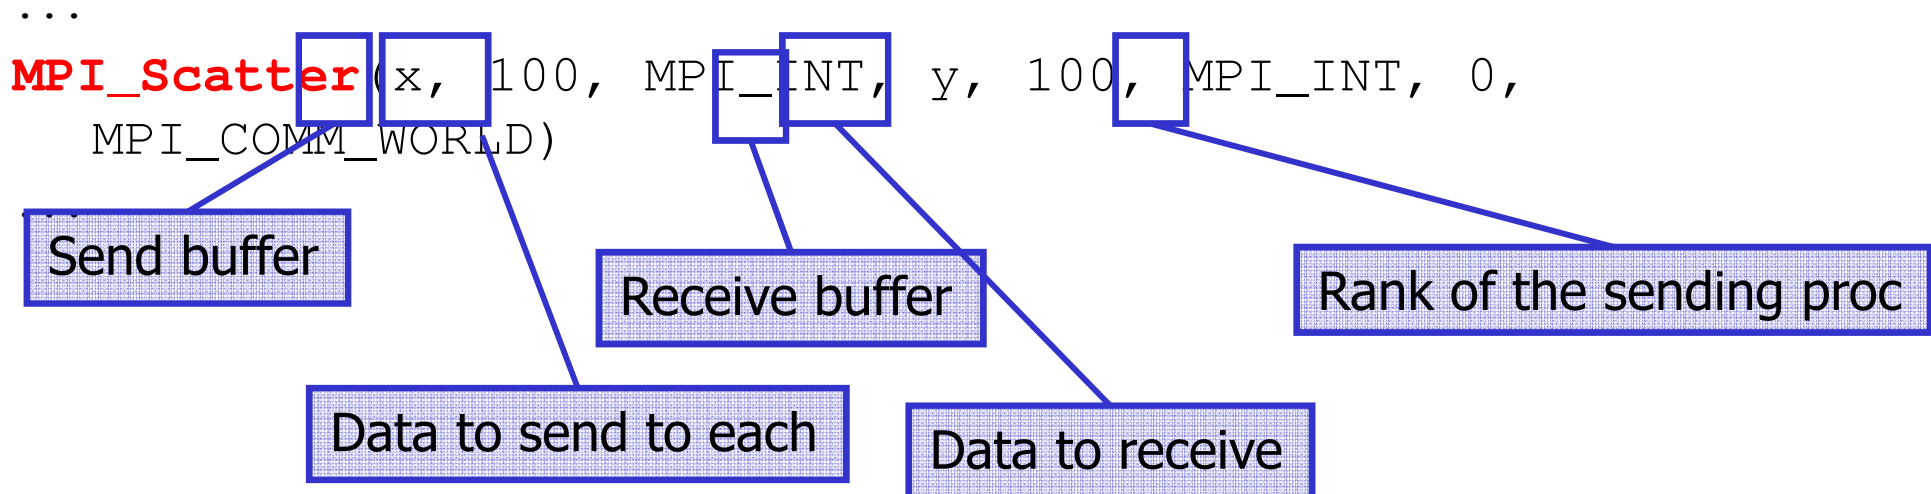 ...
MPI_Scatter(x, 100, MPI_INT, y, 100, MPI_INT, 0,
MPI_COMM_WORLD)
...
Send buffer
Receive buffer
Rank of the sending proc
Data to send to each
Data to receive